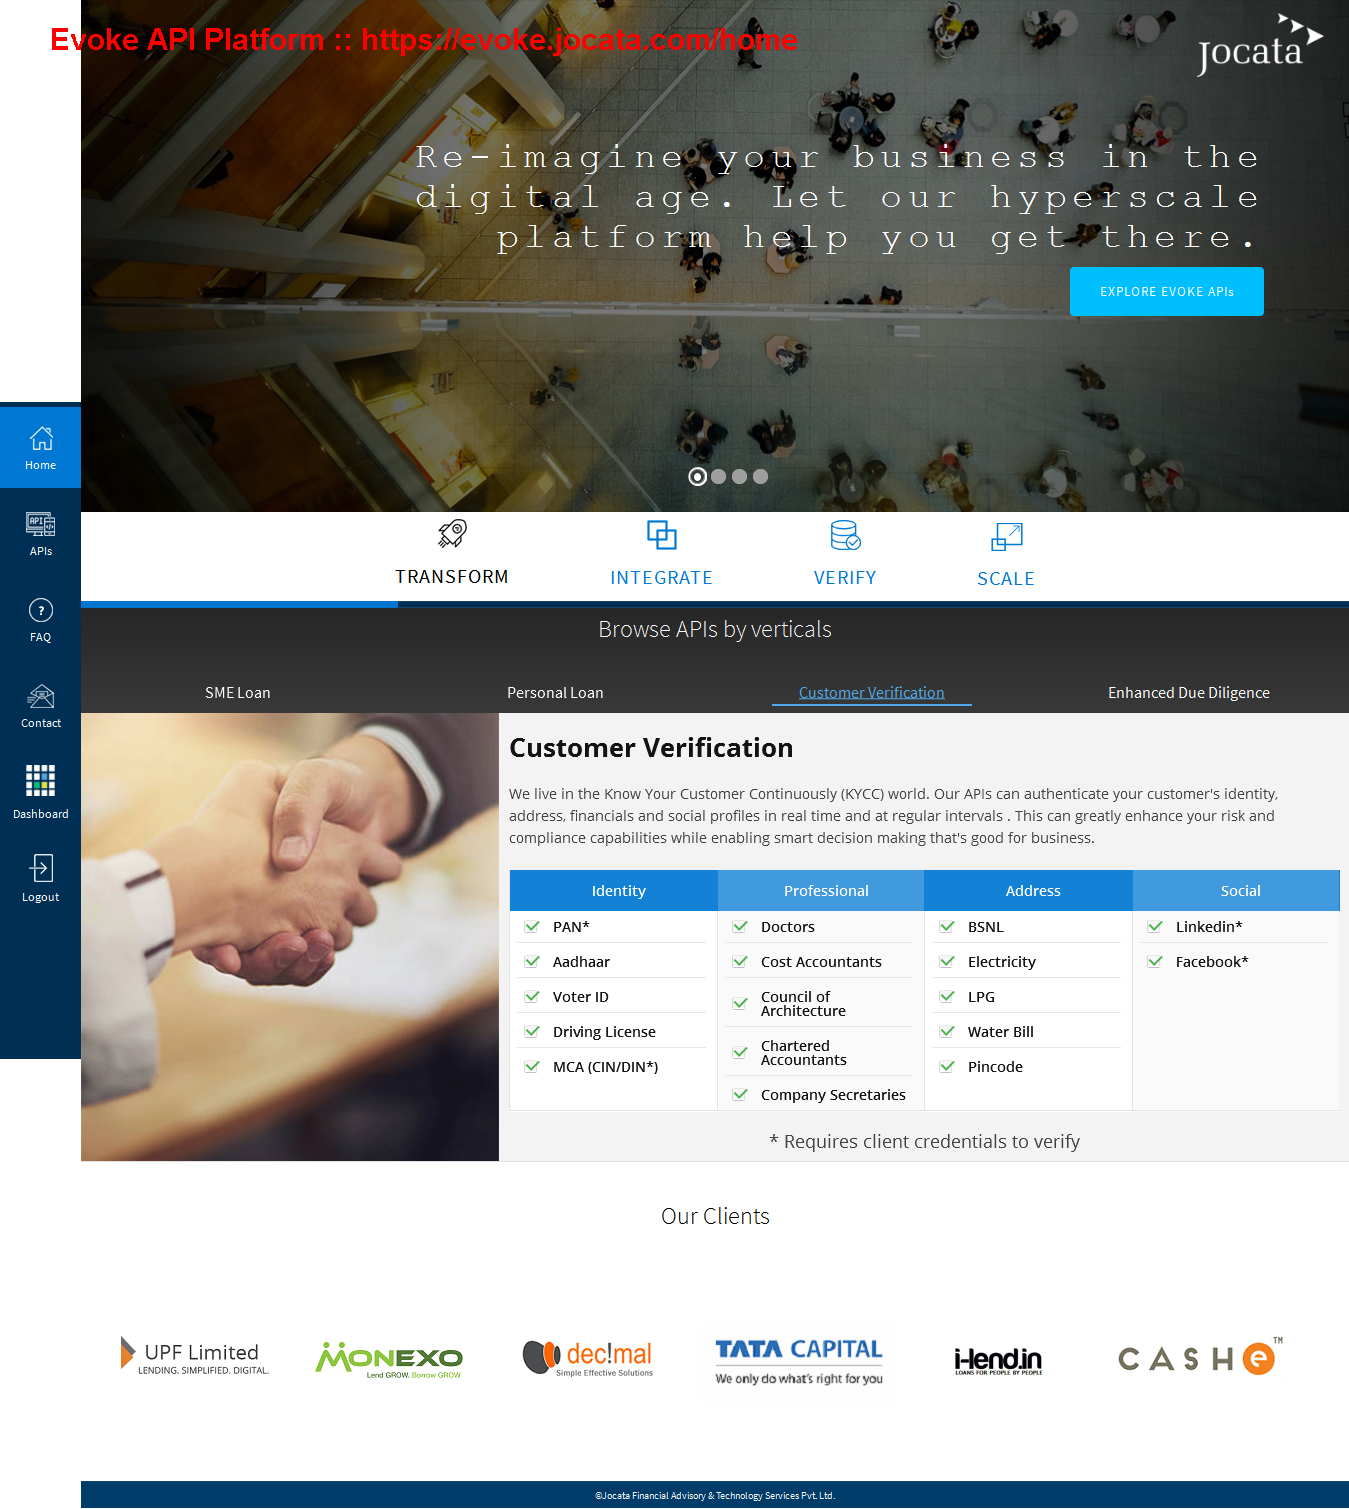 Evoke API Platform :: https://evoke.jocata.com/home
Jocata
Re-imagine your business in the
digital age. Let our hyperscale
platform help you get there.
EXPLORE EVOKE APIs
Home
APIs
FAQ
Contact
Dashboard
Logout
TRANSFORM
INTEGRATE
VERIFY
SCALE
Browse APIs by verticals
SME Loan
Personal Loan
Customer Verification
Enhanced Due Diligence
Customer Verification
We live in the Know Your Customer Continuously (KYCC) world. Our APIs can authenticate your customer's identity,
address, financials and social profiles in real time and at regular intervals . This can greatly enhance your risk and
compliance capabilities while enabling smart decision making that's good for business.
Identity
PAN*
Aadhaar
Voter ID
Driving License
MCA (CIN/DIN*)
Professional
Doctors
Cost Accountants
Council of
Architecture
Chartered
Accountants
Company Secretaries
Address
BSNL
Electricity
LPG
Water Bill
Pincode
Social
Linkedin*
Facebook*
* Requires client credentials to verify
Our Clients
UPF Limited
LENDING. SIMPLIFIED. DIGITAL.
MONEXO
Lend GROW. Borrow GROW
dec!mal
Simple Effective Solutions
TATA CAPITAL
We only do what's right for you
i-lend.in
LOANS FOR PEOPLE BY PEOPLE
CASHe TM
©Jocata Financial Advisory & Technology Services Pvt. Ltd.